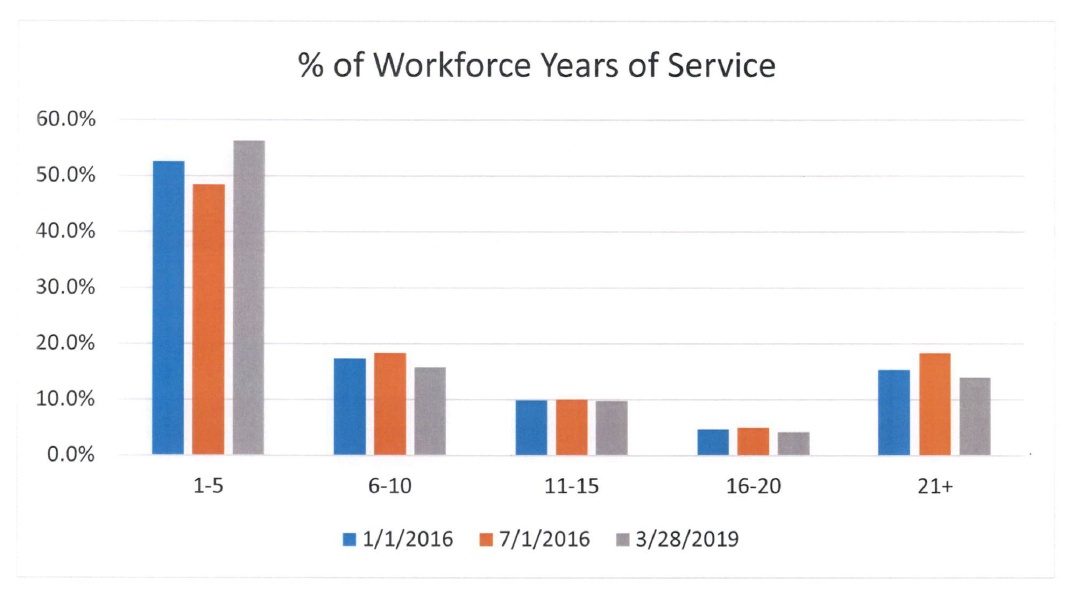 % of Workforce Years of Service
60.0%
50.0%
40.0%
30.0%
20.0%
10.0%
0.0%
1-5 6-10 11-15 16-20 21+
1/1/2016 7/1/2016 3/28/2019